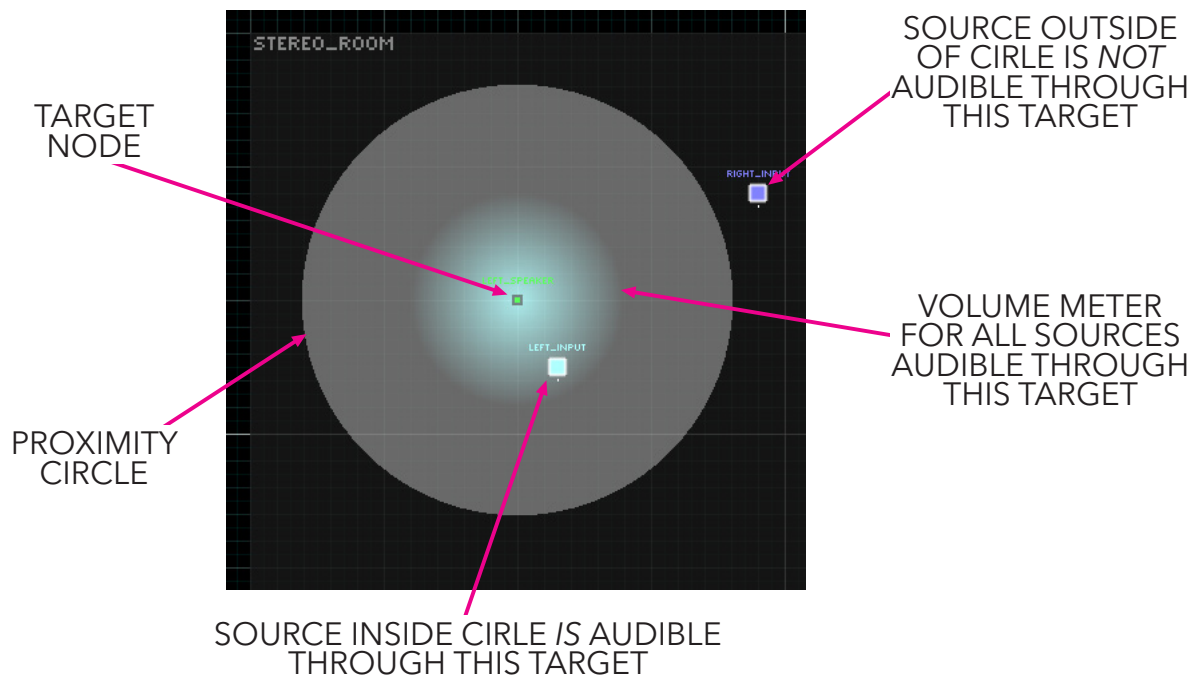 STEREO_ROOM
SOURCE OUTSIDE
OF CIRLE IS NOT
AUDIBLE THROUGH
THIS TARGET
TARGET
NODE
RIGHT_INPUT
VOLUME METER
FOR ALL SOURCES
AUDIBLE THROUGH
THIS TARGET
LEFT_INPUT
PROXIMITY
CIRCLE
SOURCE INSIDE CIRLE IS AUDIBLE
THROUGH THIS TARGET